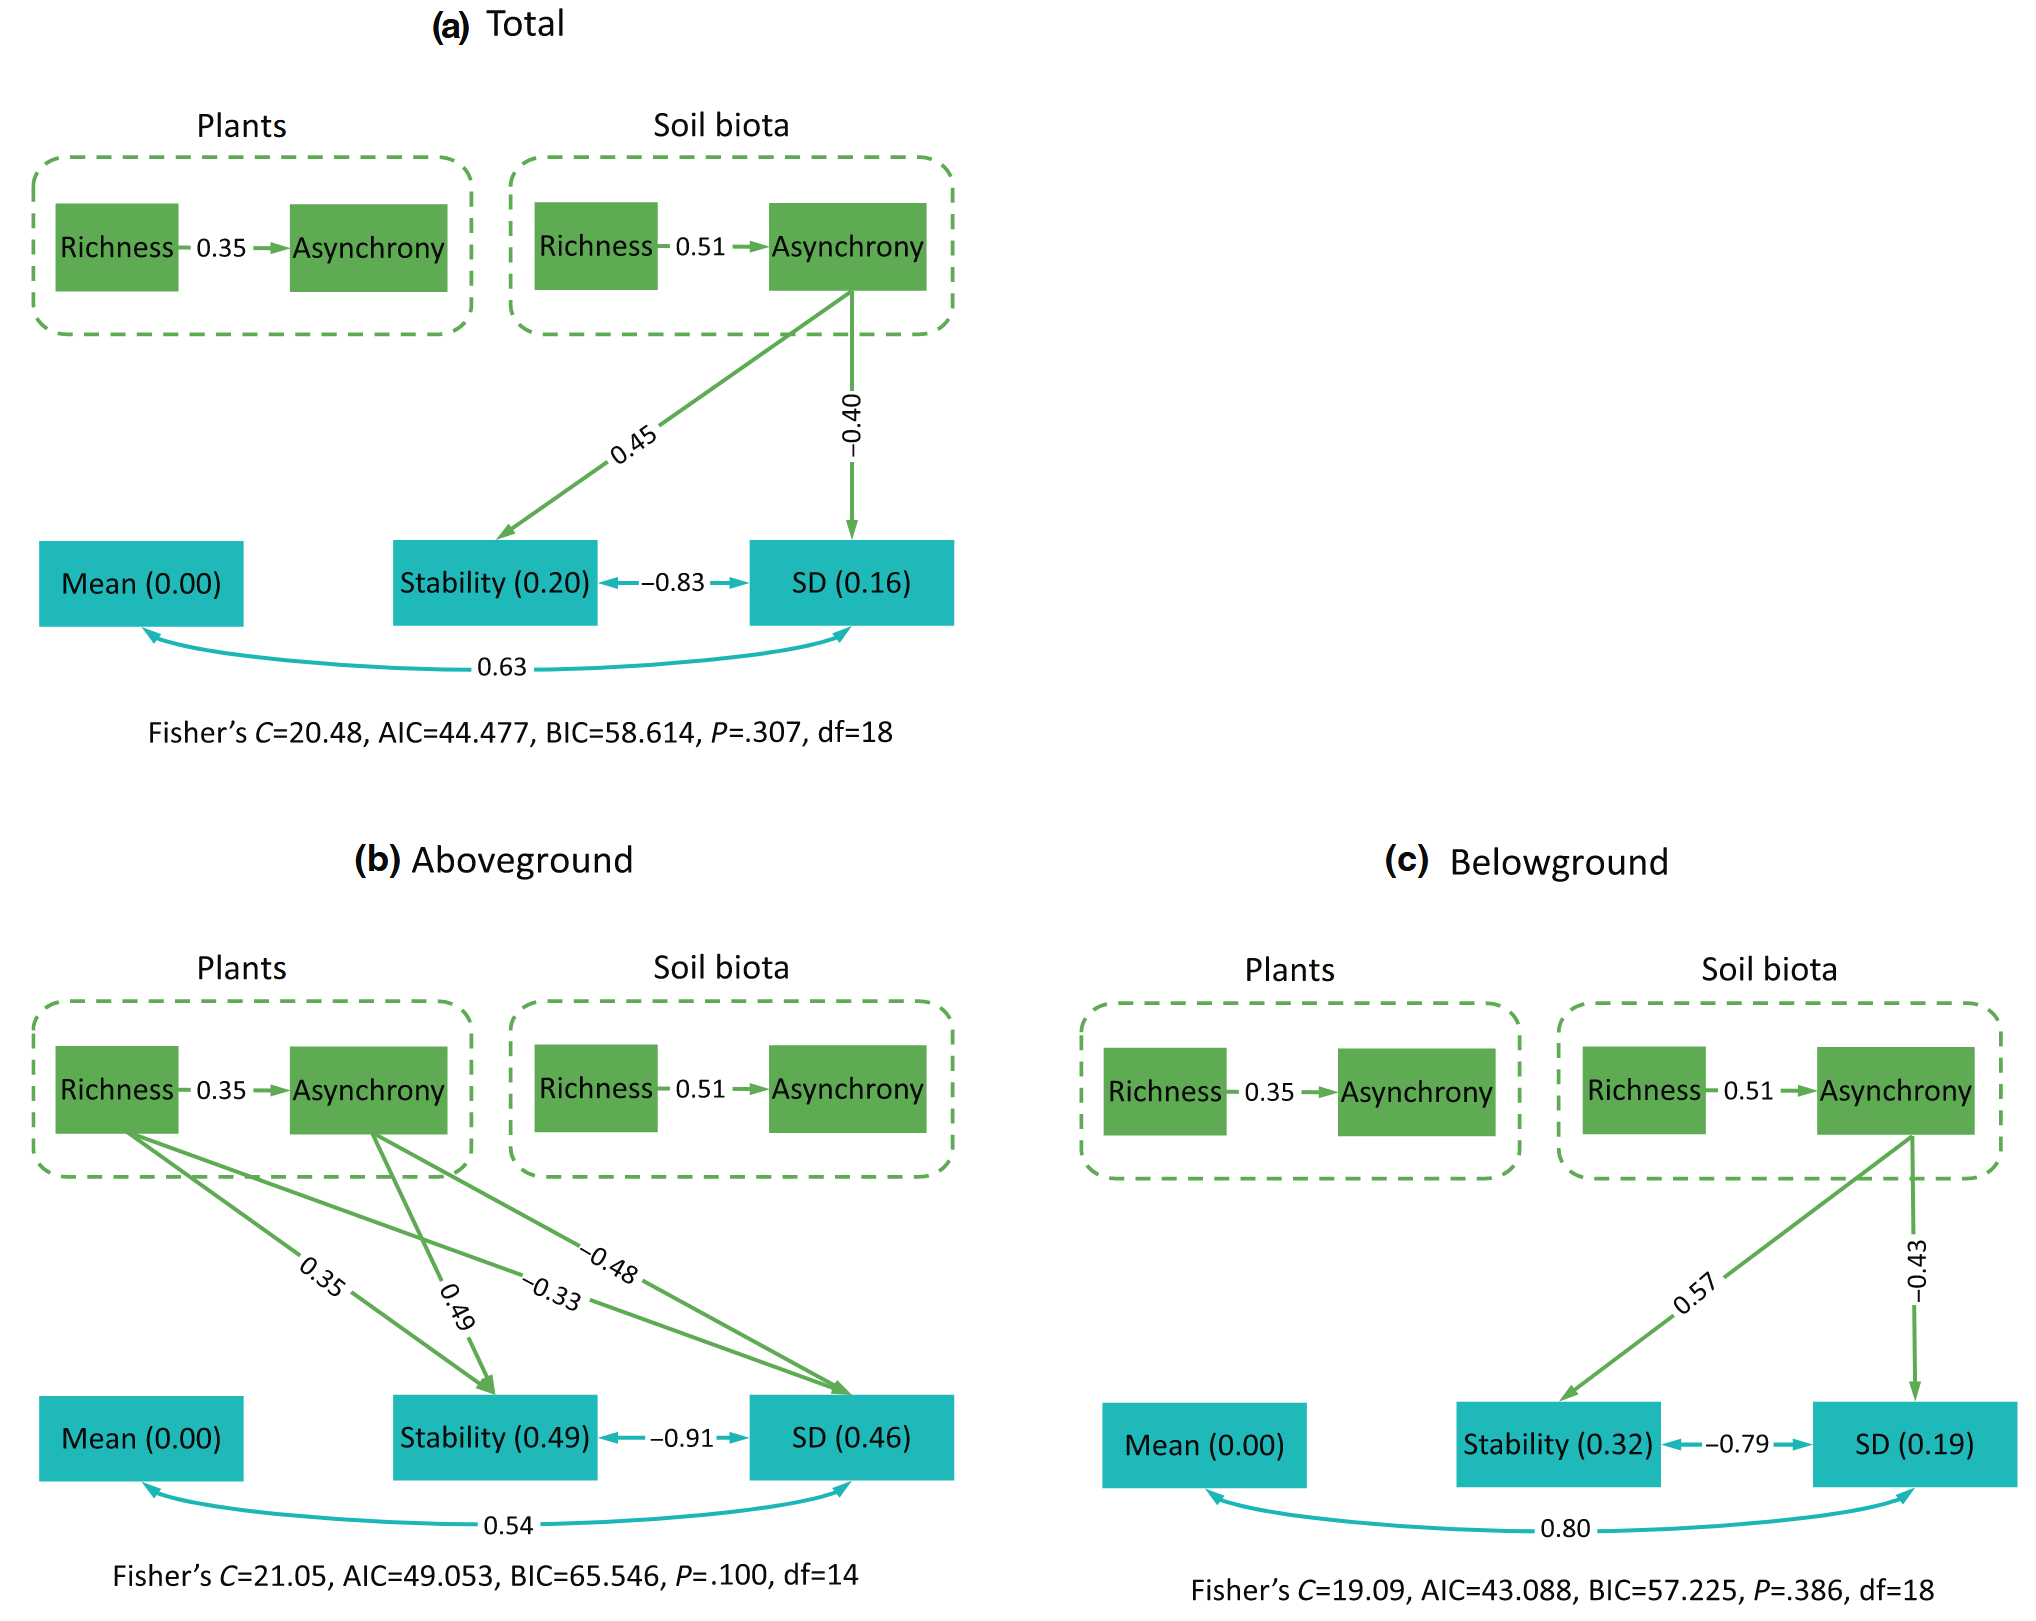 (a) Total
Plants
Soil biota
Richness 0.35 Asynchrony
Richness 0.51 Asynchrony
0.45
−0.40
Mean (0.00)
Stability (0.20) −0.83 SD (0.16)
0.63
Fisher’s C=20.48, AIC=44.477, BIC=58.614, P=.307, df=18
(b) Aboveground
Plants
Soil biota
Richness 0.35 Asynchrony
Richness 0.51 Asynchrony
0.35
0.49
−0.33
−0.48
Mean (0.00)
Stability (0.49) −0.91 SD (0.46)
0.54
Fisher’s C=21.05, AIC=49.053, BIC=65.546, P=.100, df=14
(c) Belowground
Plants
Soil biota
Richness 0.35 Asynchrony
Richness 0.51 Asynchrony
0.57
−0.43
Mean (0.00)
Stability (0.32) −0.79 SD (0.19)
0.80
Fisher’s C=19.09, AIC=43.088, BIC=57.225, P=.386, df=18